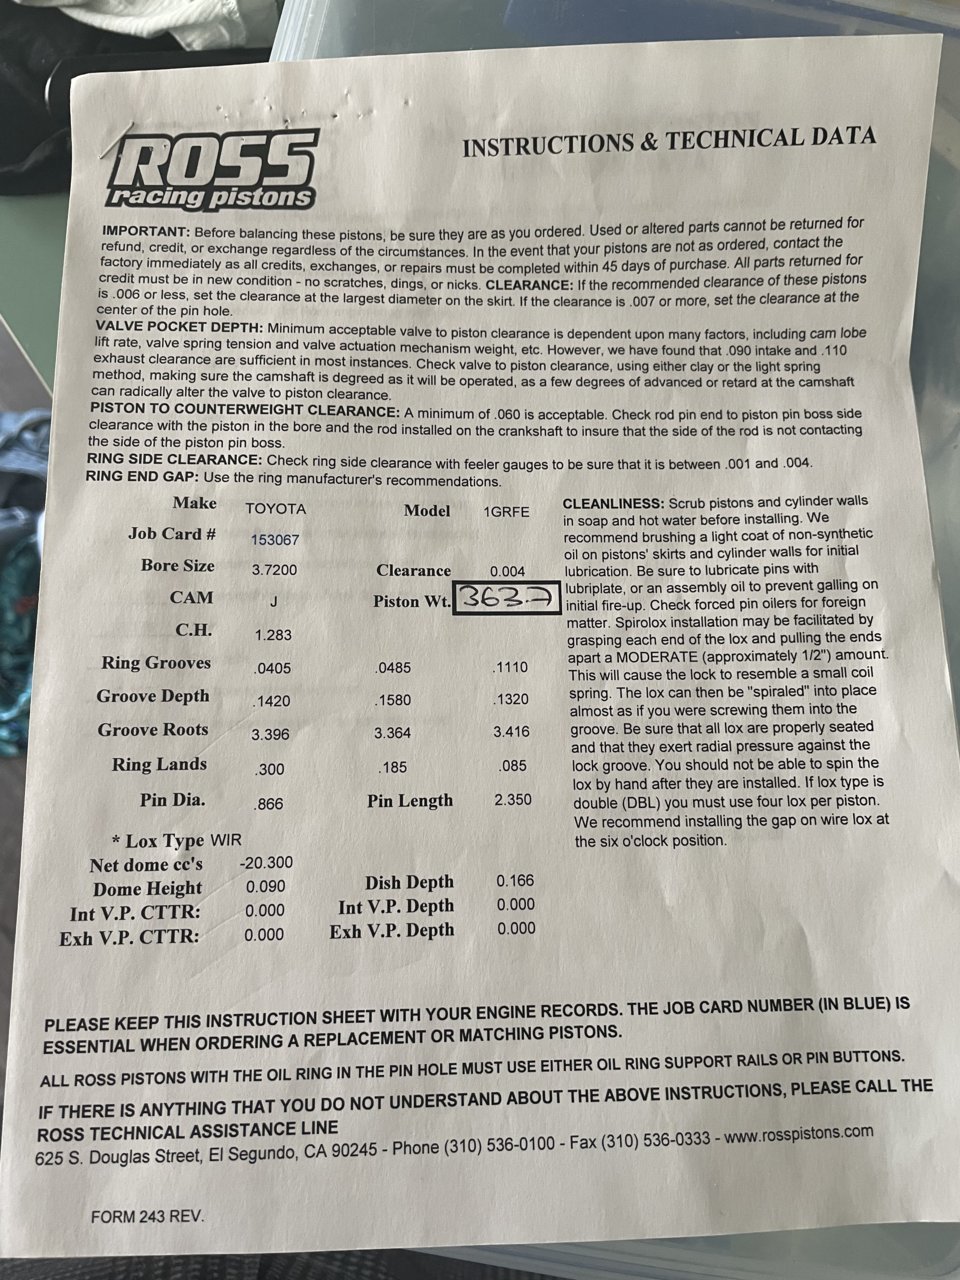 ROSS
racing pistons
INSTRUCTIONS & TECHNICAL DATA
IMPORTANT: Before balancing these pistons, be sure they are as you ordered. Used or altered parts cannot be returned for
refund, credit, or exchange regardless of the circumstances. In the event that your pistons are not as ordered, contact the
factory immediately as all credits, exchanges, or repairs must be completed within 45 days of purchase. All parts returned for
credit must be in new condition - no scratches, dings, or nicks. CLEARANCE: If the recommended clearance of these pistons
is .006 or less, set the clearance at the largest diameter on the skirt. If the clearance is .007 or more, set the clearance at the
center of the pin hole.
VALVE POCKET DEPTH: Minimum acceptable valve to piston clearance is dependent upon many factors, including cam lobe
lift rate, valve spring tension and valve actuation mechanism weight, etc. However, we have found that .090 intake and .110
exhaust clearance are sufficient in most instances. Check valve to piston clearance, using either clay or the light spring
method, making sure the camshaft is degreed as it will be operated, as a few degrees of advanced or retard at the camshaft
can radically alter the valve to piston clearance.
PISTON TO COUNTERWEIGHT CLEARANCE: A minimum of .060 is acceptable. Check rod pin end to piston pin boss side
clearance with the piston in the bore and the rod installed on the crankshaft to insure that the side of the rod is not contacting
the side of the piston pin boss.
RING SIDE CLEARANCE: Check ring side clearance with feeler gauges to be sure that it is between .001 and .004.
RING END GAP: Use the ring manufacturer's recommendations.
Make TOYOTA Model 1GRFE
Job Card # 153067
Bore Size 3.7200 Clearance 0.004
CAM J Piston Wt. 363.7
C.H. 1.283
Ring Grooves .0405 .0485 .1110
Groove Depth .1420 .1580 .1320
Groove Roots 3.396 3.364 3.416
Ring Lands .300 .185 .085
Pin Dia. .866 Pin Length 2.350
* Lox Type WIR
Net dome cc's -20.300
Dome Height 0.090 Dish Depth 0.166
Int V.P. CTTR: 0.000 Int V.P. Depth 0.000
Exh V.P. CTTR: 0.000 Exh V.P. Depth 0.000
CLEANLINESS: Scrub pistons and cylinder walls
in soap and hot water before installing. We
recommend brushing a light coat of non-synthetic
oil on pistons' skirts and cylinder walls for initial
lubrication. Be sure to lubricate pins with
lubriplate, or an assembly oil to prevent galling on
initial fire-up. Check forced pin oilers for foreign
matter. Spirolox installation may be facilitated by
grasping each end of the lox and pulling the ends
apart a MODERATE (approximately 1/2") amount.
This will cause the lock to resemble a small coil
spring. The lox can then be "spiraled" into place
almost as if you were screwing them into the
groove. Be sure that all lox are properly seated
and that they exert radial pressure against the
lock groove. You should not be able to spin the
lox by hand after they are installed. If lox type is
double (DBL) you must use four lox per piston.
We recommend installing the gap on wire lox at
the six o'clock position.
PLEASE KEEP THIS INSTRUCTION SHEET WITH YOUR ENGINE RECORDS. THE JOB CARD NUMBER (IN BLUE) IS
ESSENTIAL WHEN ORDERING A REPLACEMENT OR MATCHING PISTONS.
ALL ROSS PISTONS WITH THE OIL RING IN THE PIN HOLE MUST USE EITHER OIL RING SUPPORT RAILS OR PIN BUTTONS.
IF THERE IS ANYTHING THAT YOU DO NOT UNDERSTAND ABOUT THE ABOVE INSTRUCTIONS, PLEASE CALL THE
ROSS TECHNICAL ASSISTANCE LINE
625 S. Douglas Street, El Segundo, CA 90245 - Phone (310) 536-0100 - Fax (310) 536-0333 - www.rosspistons.com
FORM 243 REV.